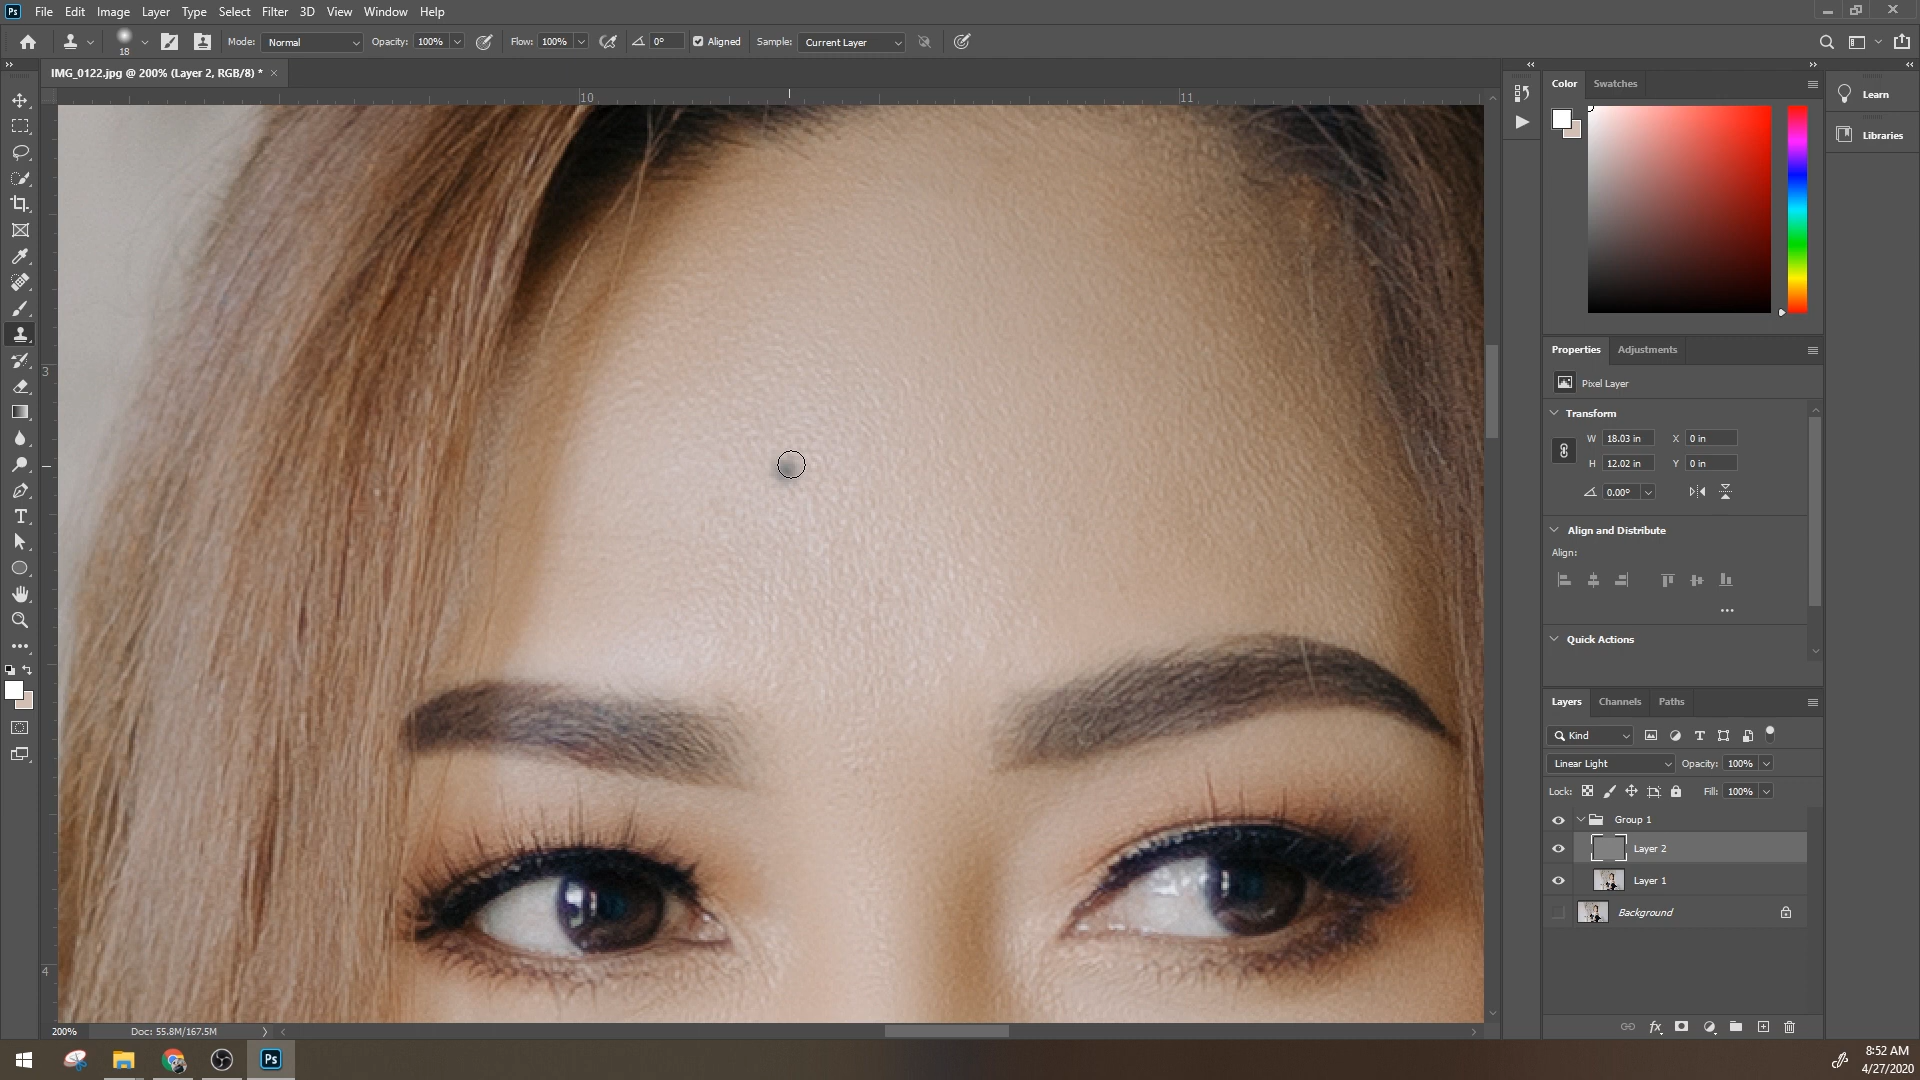 Ps File Edit Image Layer Type Select Filter 3D View Window Help
18 Mode: Normal Opacity: 100% Flow: 100% 0° Aligned Sample: Current Layer
IMG_0122.jpg @ 200% (Layer 2, RGB/8) * ×
10 11
3
4
Color Swatches
Learn
Libraries
Properties Adjustments
Pixel Layer
Transform
W 18.03 in X 0 in
H 12.02 in Y 0 in
0.00°
Align and Distribute
Align:
Quick Actions
Layers Channels Paths
Kind
Linear Light Opacity: 100%
Lock: Fill: 100%
Group 1
Layer 2
Layer 1
Background
fx
200% Doc: 55.8M/167.5M
Ps
8:52 AM
4/27/2020